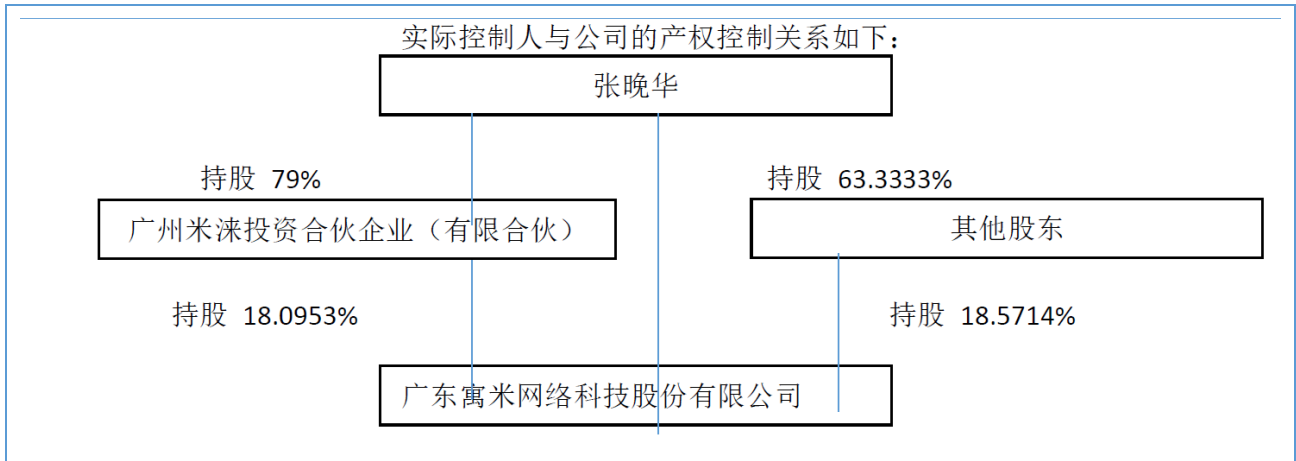 实际控制人与公司的产权控制关系如下：
张晚华
持股 79%
持股 63.3333%
广州米涞投资合伙企业（有限合伙）
其他股东
持股 18.0953%
持股 18.5714%
广东寓米网络科技股份有限公司